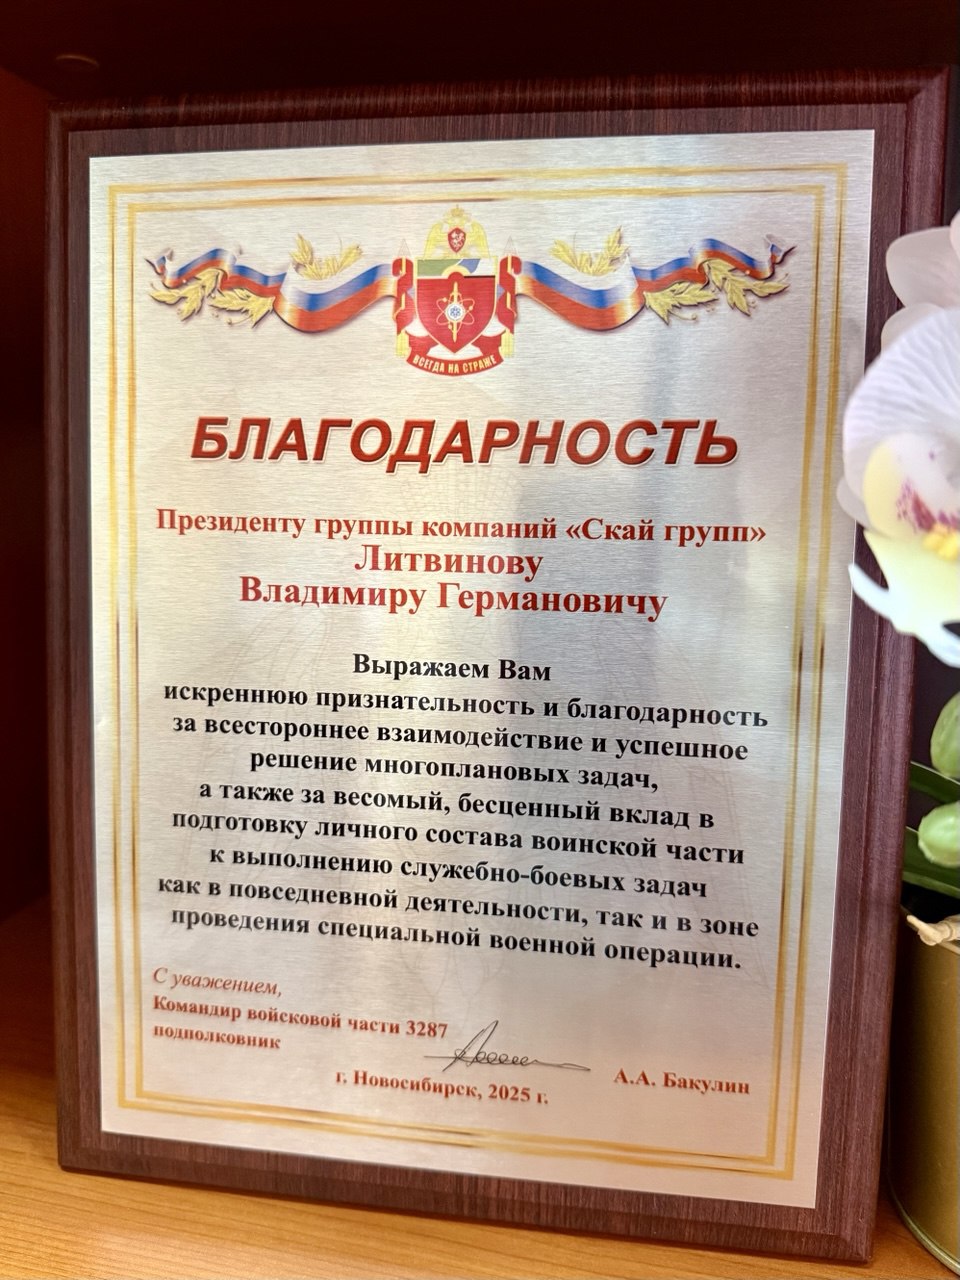 ВСЕГДА НА СТРАЖЕ
БЛАГОДАРНОСТЬ
Президенту группы компаний «Скай групп»
Литвинову
Владимиру Германовичу
Выражаем Вам
искреннюю признательность и благодарность
за всестороннее взаимодействие и успешное
решение многоплановых задач,
а также за весомый, бесценный вклад в
подготовку личного состава воинской части
к выполнению служебно-боевых задач
как в повседневной деятельности, так и в зоне
проведения специальной военной операции.
С уважением,
Командир войсковой части 3287
подполковник
А.А. Бакулин
г. Новосибирск, 2025 г.